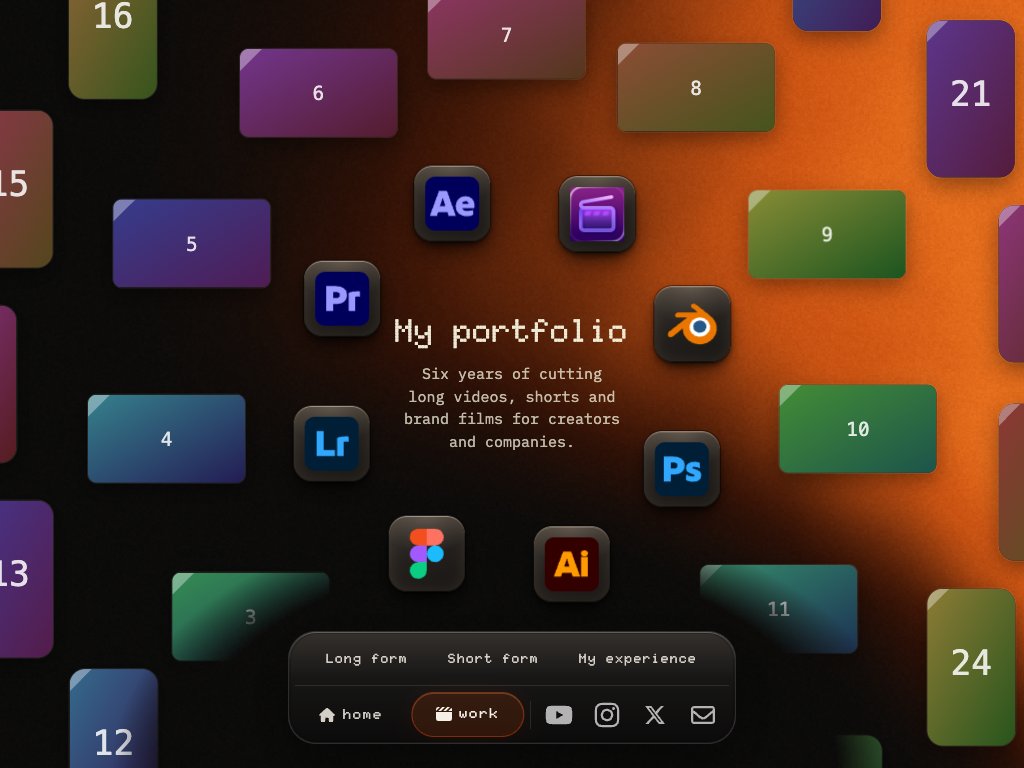 16
7
6
8
21
15
Ae
5
9
Pr
My portfolio
Six years of cutting
long videos, shorts and
brand films for creators
and companies.
4
10
Lr
Ps
13
Ai
3
11
24
Long form Short form My experience
home work
12